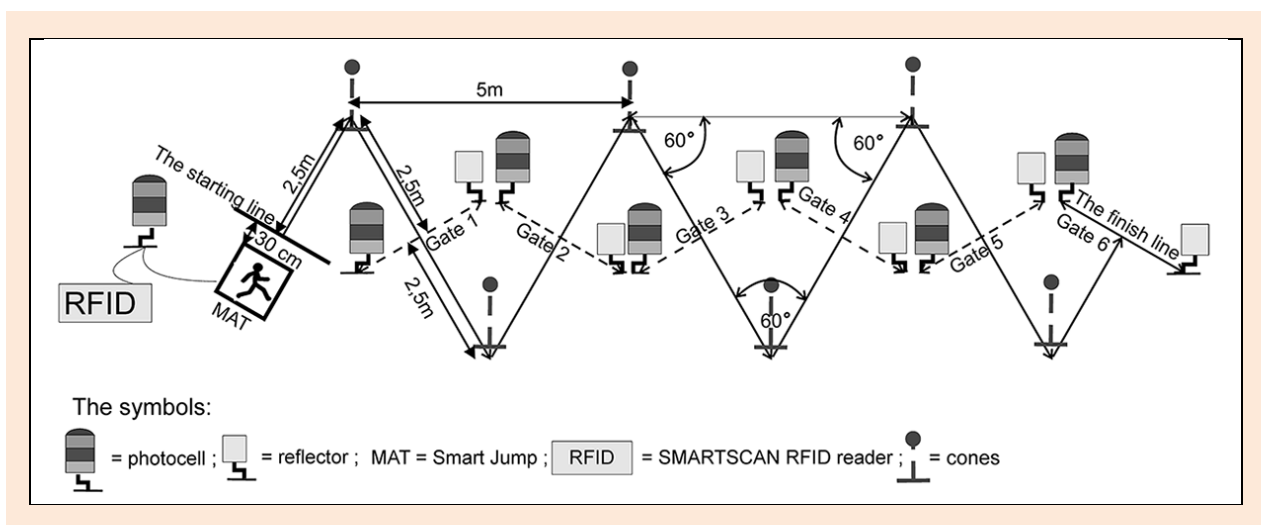 5m
60°
60°
2,5m
2,5m
The starting line
30 cm
RFID
MAT
Gate 1
2,5m
Gate 2
Gate 3
60°
Gate 4
Gate 5
The finish line
Gate 6
The symbols:
= photocell ; = reflector ; MAT = Smart Jump ; RFID = SMARTSCAN RFID reader ; = cones